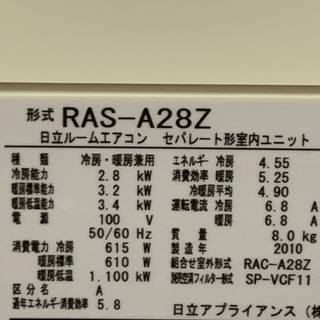 形式 RAS-A28Z
日立ルームエアコン セパレート形室内ユニット
種類 冷房・暖房兼用 エネルギー 冷房 4.55
冷房能力 2.8 kW 消費効率 暖房 5.25
暖房標準能力 3.2 kW 冷暖房平均 4.90
暖房低温能力 3.4 kW 運転電流 冷房 6.8 A
電源 100 V 暖房 6.8 A
50/60 Hz 質量 8.0 kg
消費電力 冷房 615 W 製造年 2010
暖房標準 610 W 組合せ室外形式 RAC-A28Z
暖房低温 1.100 kW 形式 SP-VCF11
区分名 A
通年エネルギー消費効率 5.8 日立アプライアンス（株